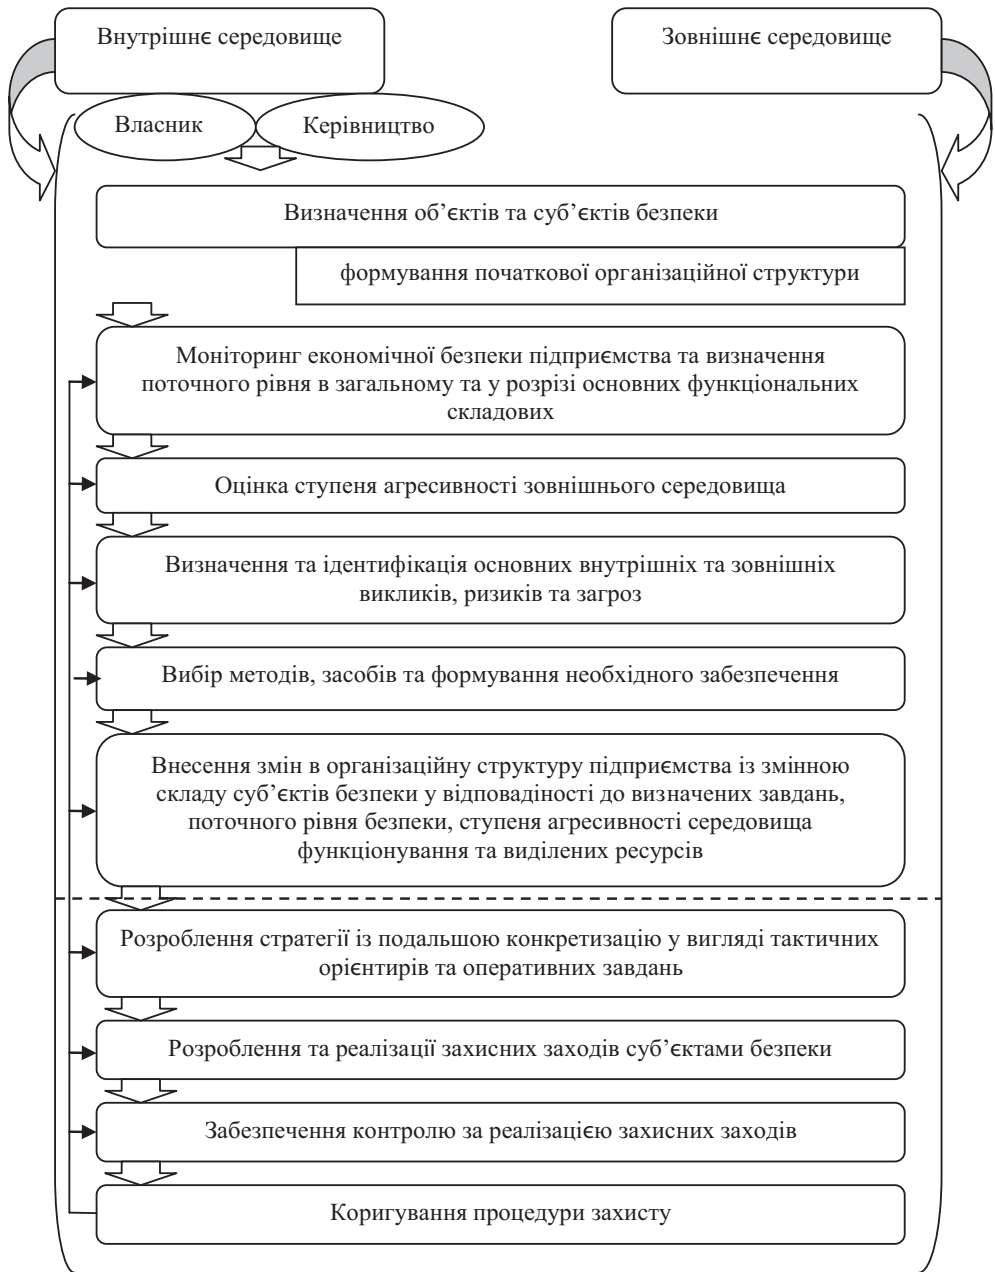 Внутрішнє середовище
Зовнішнє середовище
Власник
Керівництво
Визначення об’єктів та суб’єктів безпеки
формування початкової організаційної структури
Моніторинг економічної безпеки підприємства та визначення
поточного рівня в загальному та у розрізі основних функціональних
складових
Оцінка ступеня агресивності зовнішнього середовища
Визначення та ідентифікація основних внутрішніх та зовнішніх
викликів, ризиків та загроз
Вибір методів, засобів та формування необхідного забезпечення
Внесення змін в організаційну структуру підприємства із змінною
складу суб’єктів безпеки у відповадіності до визначених завдань,
поточного рівня безпеки, ступеня агресивності середовища
функціонування та виділених ресурсів
Розроблення стратегії із подальшою конкретизацію у вигляді тактичних
орієнтирів та оперативних завдань
Розроблення та реалізації захисних заходів суб’єктами безпеки
Забезпечення контролю за реалізацією захисних заходів
Коригування процедури захисту